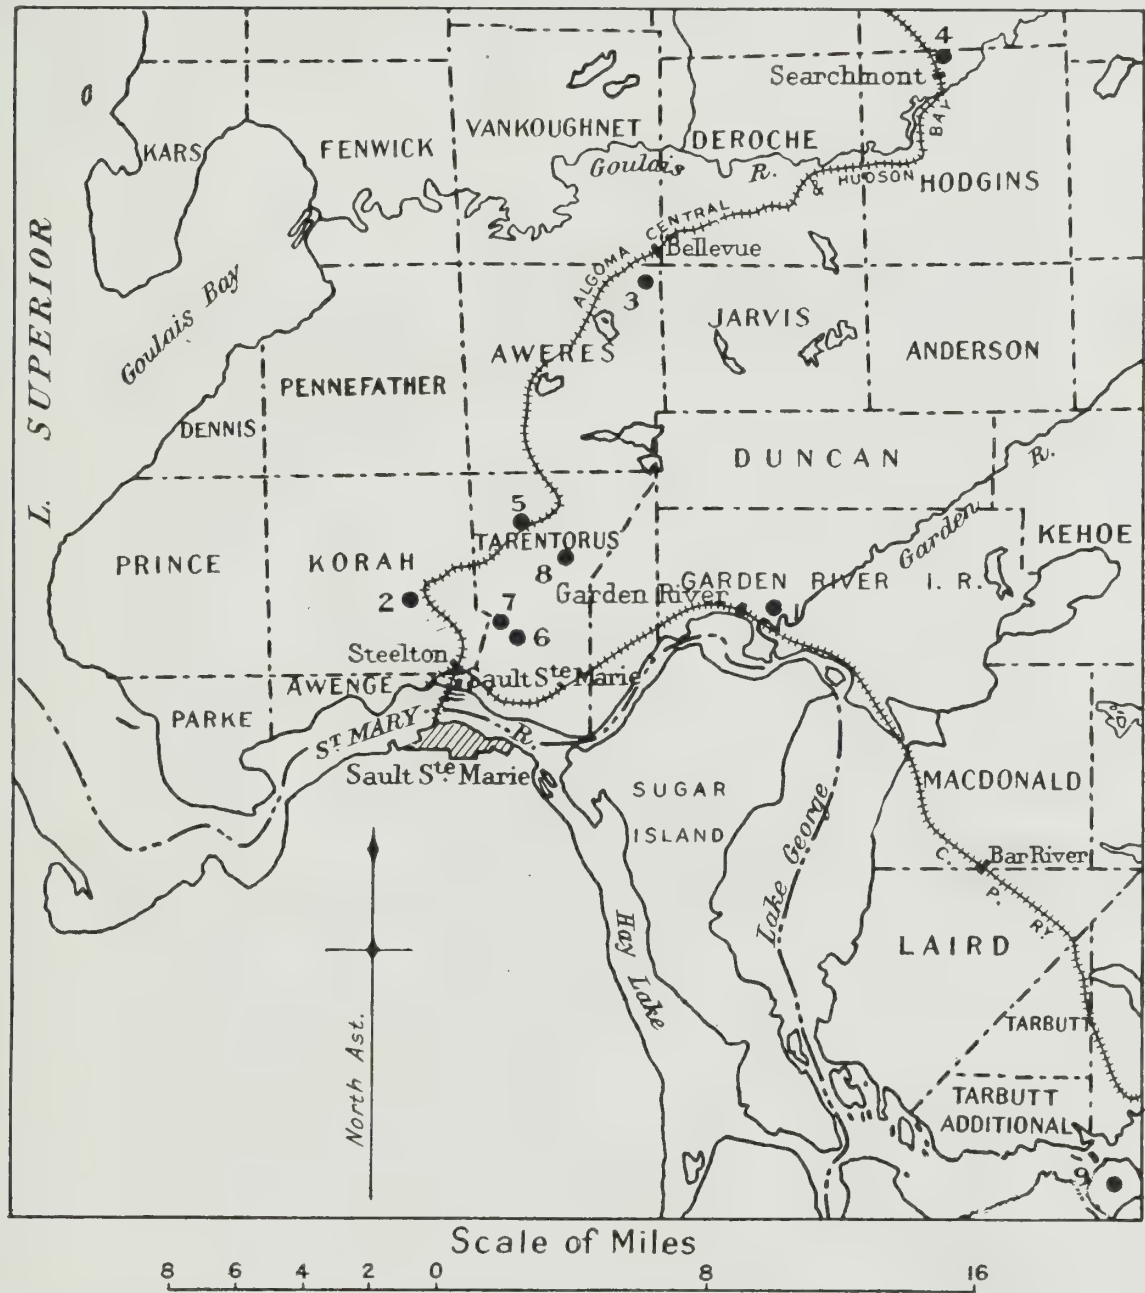 4
Searchmont
KARS
FENWICK
VANKOUGHNET
DEROCHE
Goulais R.
HODGINS
ALGOMA CENTRAL & HUDSON BAY
Bellevue
3
L. SUPERIOR
Goulais Bay
JARVIS
AWERES
ANDERSON
PENNEFATHER
DENNIS
DUNCAN
5
TARENTORUS
8
PRINCE
KORAH
Garden R.
KEHOE
GARDEN RIVER I. R.
Garden River
2
7
6
Steelton
Sault Ste Marie
AWENGE
PARKE
ST MARY R.
Sault Ste. Marie
SUGAR
ISLAND
MACDONALD
Lake George
Bar River
C. P. RY.
Hay Lake
LAIRD
TARBUTT
North Ast.
TARBUTT
ADDITIONAL
9
Scale of Miles
8 6 4 2 0 8 16